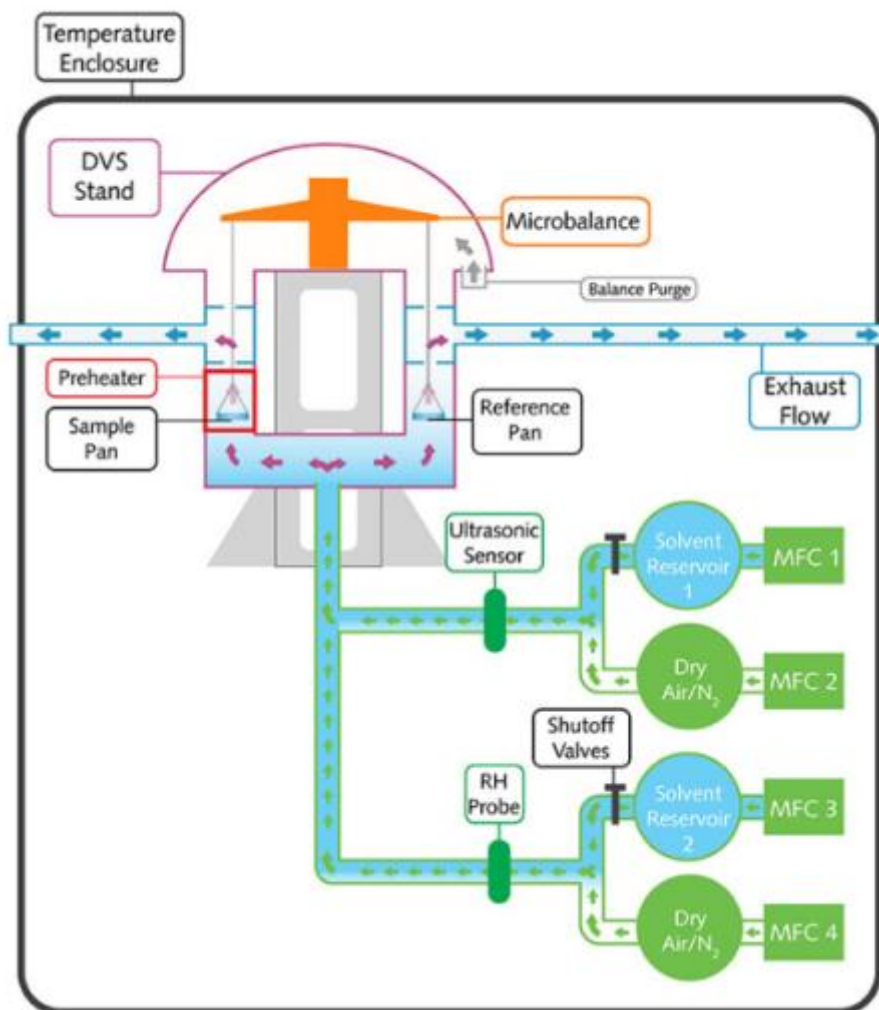 Temperature
Enclosure
DVS
Stand
Microbalance
Balance Purge
Preheater
Sample
Pan
Reference
Pan
Exhaust
Flow
Ultrasonic
Sensor
Solvent
Reservoir
1
MFC 1
Dry
Air/N₂
MFC 2
Shutoff
Valves
RH
Probe
Solvent
Reservoir
2
MFC 3
Dry
Air/N₂
MFC 4